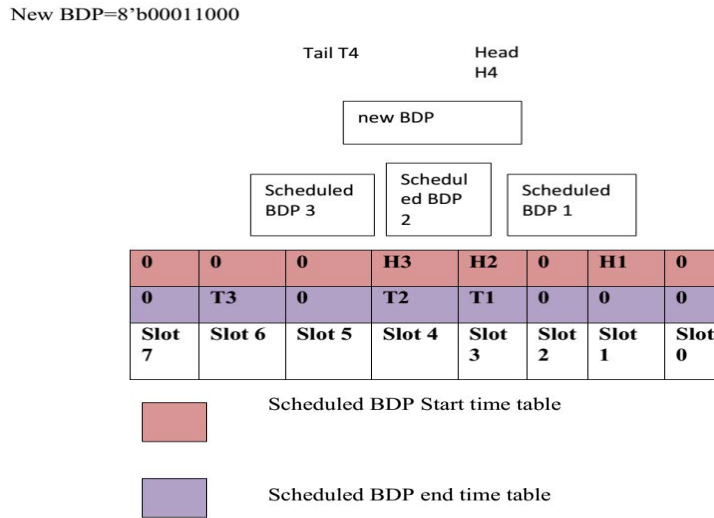 New BDP=8’b00011000
Tail T4
Head
H4
new BDP
Scheduled
BDP 3
Schedul
ed BDP
2
Scheduled
BDP 1
0 0 0 H3 H2 0 H1 0
0 T3 0 T2 T1 0 0 0
Slot 7 Slot 6 Slot 5 Slot 4 Slot 3 Slot 2 Slot 1 Slot 0
Scheduled BDP Start time table
Scheduled BDP end time table